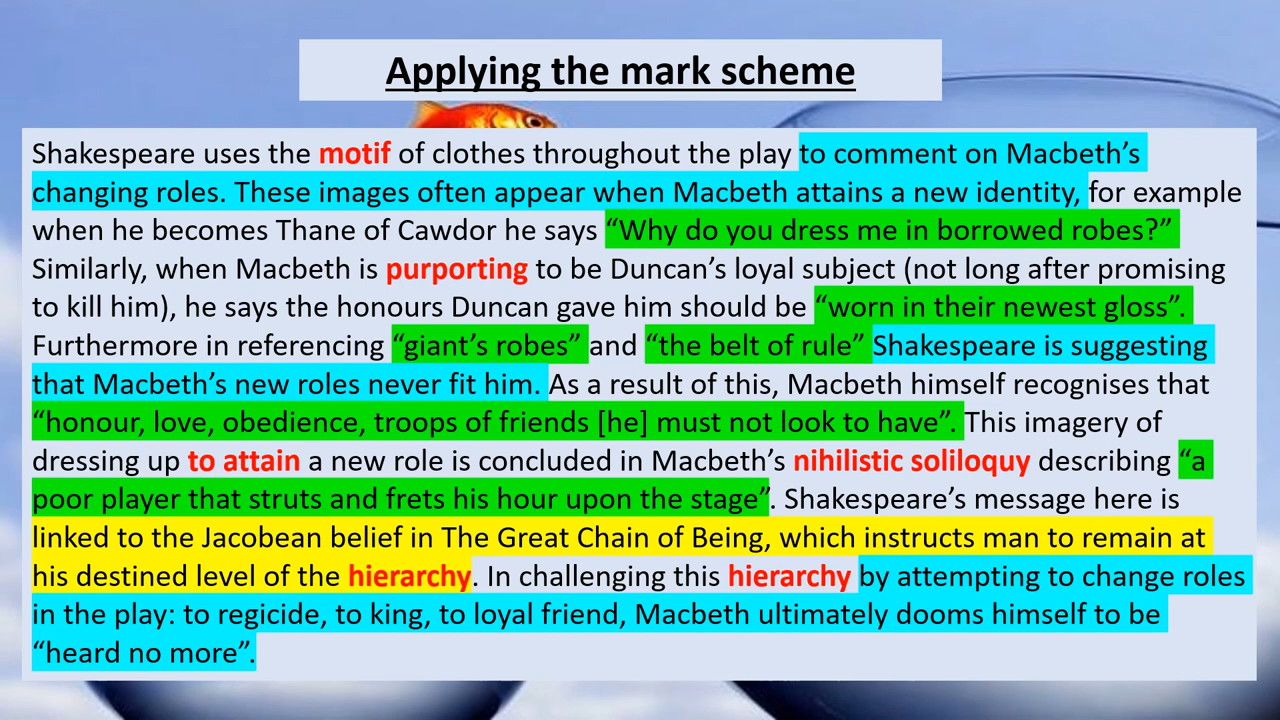 Applying the mark scheme
Shakespeare uses the motif of clothes throughout the play to comment on Macbeth’s
changing roles. These images often appear when Macbeth attains a new identity, for example
when he becomes Thane of Cawdor he says “Why do you dress me in borrowed robes?”
Similarly, when Macbeth is purporting to be Duncan’s loyal subject (not long after promising
to kill him), he says the honours Duncan gave him should be “worn in their newest gloss”.
Furthermore in referencing “giant’s robes” and “the belt of rule” Shakespeare is suggesting
that Macbeth’s new roles never fit him. As a result of this, Macbeth himself recognises that
“honour, love, obedience, troops of friends [he] must not look to have”. This imagery of
dressing up to attain a new role is concluded in Macbeth’s nihilistic soliloquy describing “a
poor player that struts and frets his hour upon the stage”. Shakespeare’s message here is
linked to the Jacobean belief in The Great Chain of Being, which instructs man to remain at
his destined level of the hierarchy. In challenging this hierarchy by attempting to change roles
in the play: to regicide, to king, to loyal friend, Macbeth ultimately dooms himself to be
“heard no more”.